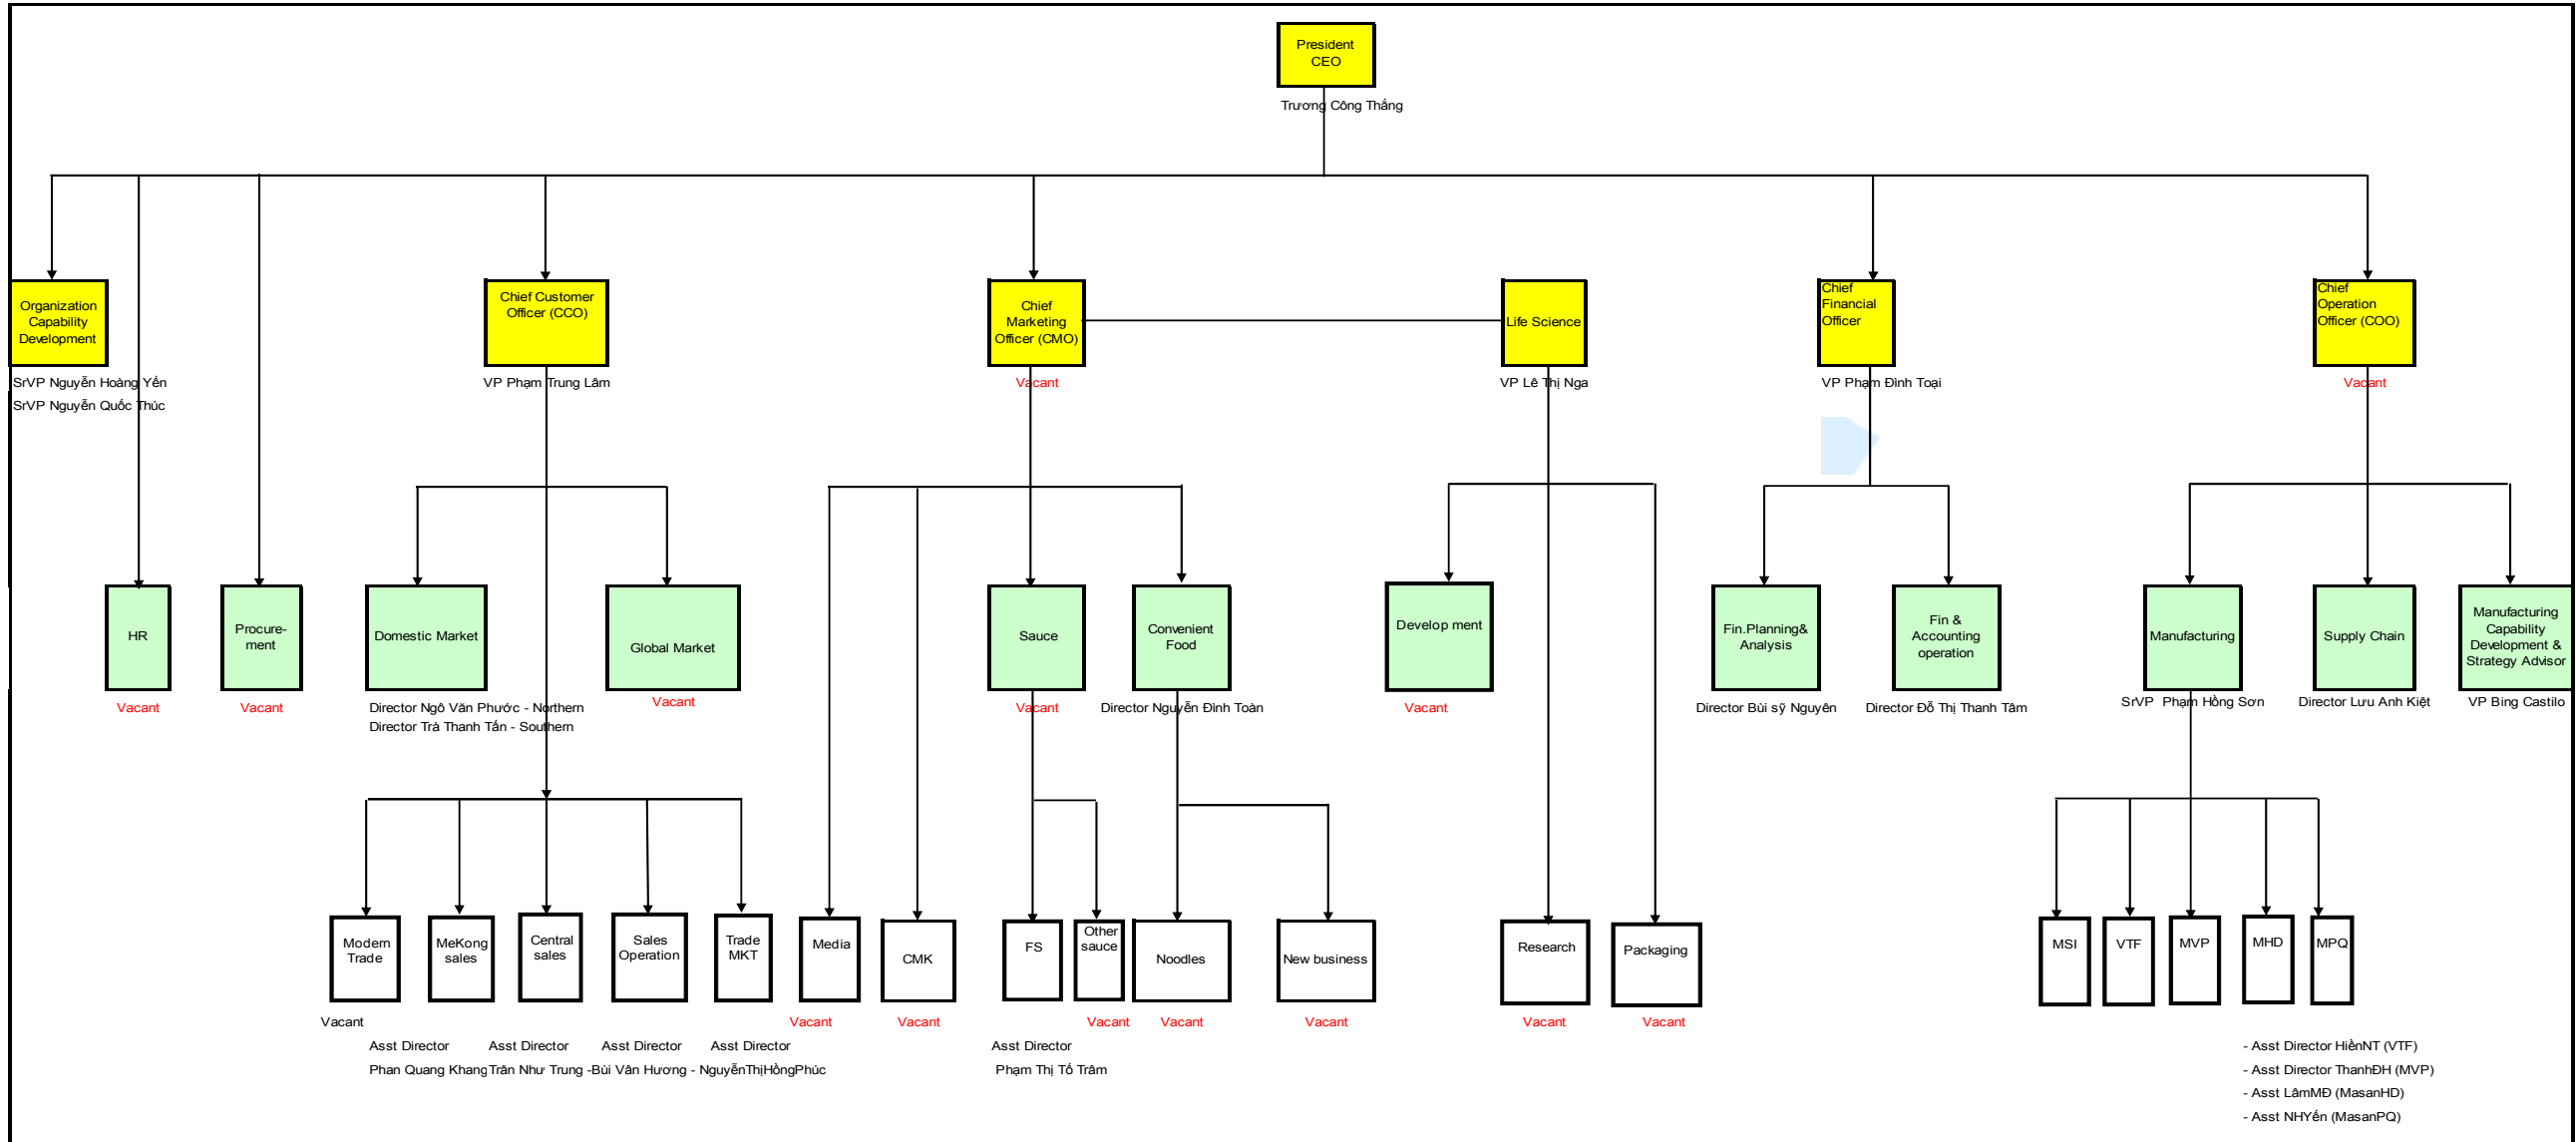 President
CEO
Trương Công Thắng
Organization
Capability
Development
SrVP Nguyễn Hoàng Yến
SrVP Nguyễn Quốc Thúc
Chief Customer
Officer (CCO)
VP Phạm Trung Lâm
Chief
Marketing
Officer (CMO)
Vacant
Life Science
VP Lê Thị Nga
Chief
Financial
Officer
VP Phạm Đình Toại
Chief
Operation
Officer (COO)
Vacant
HR
Vacant
Procure-
ment
Vacant
Domestic Market
Director Ngô Văn Phước - Northern
Director Trà Thanh Tấn - Southern
Global Market
Vacant
Sauce
Vacant
Convenient
Food
Director Nguyễn Đình Toàn
Develop ment
Vacant
Fin.Planning&
Analysis
Director Bùi sỹ Nguyên
Fin &
Accounting
operation
Director Đỗ Thị Thanh Tâm
Manufacturing
SrVP Phạm Hồng Sơn
Supply Chain
Director Lưu Anh Kiệt
Manufacturing
Capability
Development &
Strategy Advisor
VP Bing Castilo
Modern
Trade
Vacant
MeKong
sales
Asst Director
Phan Quang Khang
Central
sales
Asst Director
Trân Như Trung -
Sales
Operation
Asst Director
Bùi Vân Hương -
Trade
MKT
Asst Director
NguyễnThịHồngPhúc
Media
Vacant
CMK
Vacant
FS
Asst Director
Phạm Thị Tố Trâm
Other
sauce
Vacant
Noodles
Vacant
New business
Vacant
Research
Vacant
Packaging
Vacant
MSI
VTF
MVP
MHD
MPQ
- Asst Director HiềnNT (VTF)
- Asst Director ThanhĐH (MVP)
- Asst LâmMĐ (MasanHD)
- Asst NHYến (MasanPQ)